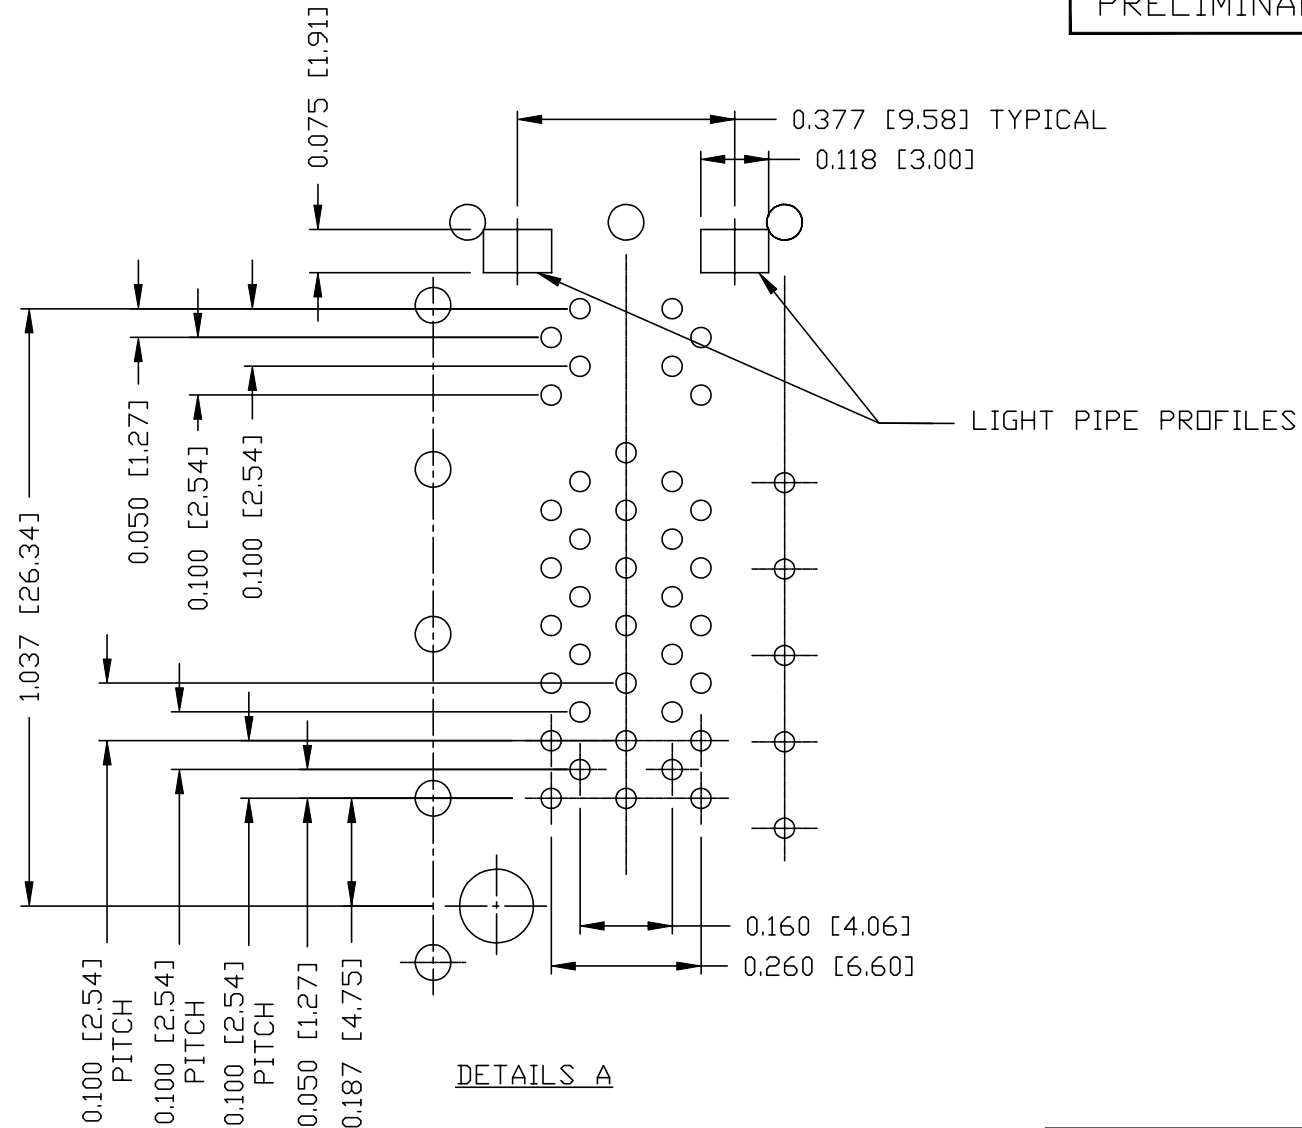 PRELIMINA
0.075 [1.91]
0.377 [9.58] TYPICAL
0.118 [3.00]
LIGHT PIPE PROFILES
0.050 [1.27]
0.100 [2.54]
0.100 [2.54]
1.037 [26.34]
0.160 [4.06]
0.260 [6.60]
0.100 [2.54]
PITCH
0.100 [2.54]
PITCH
0.100 [2.54]
PITCH
0.050 [1.27]
0.187 [4.75]
DETAILS A